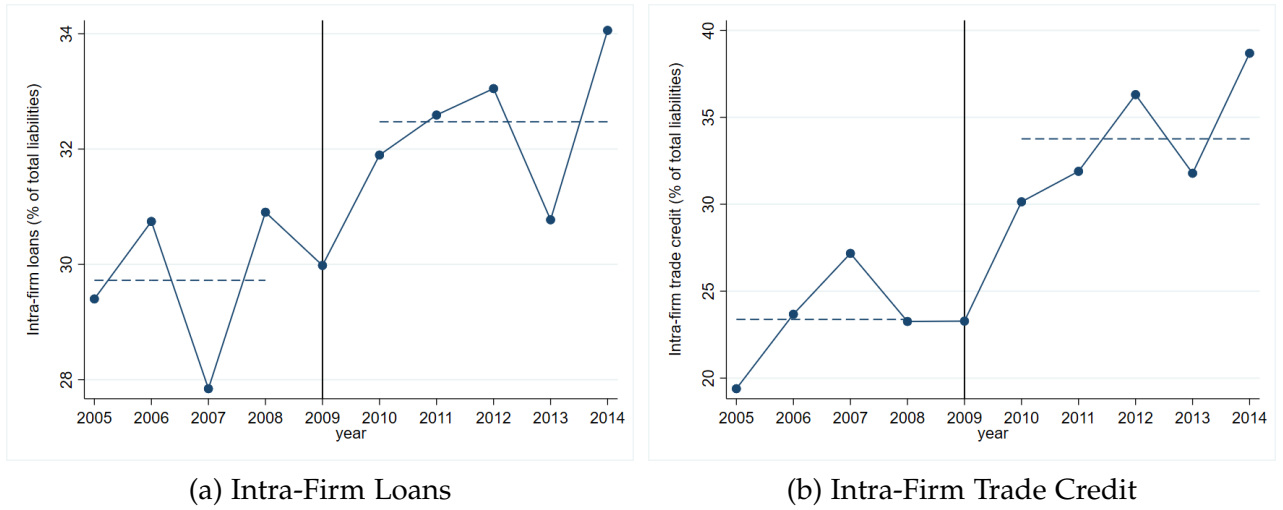 Intra-firm loans (% of total liabilities)
34
32
30
28
2005 2006 2007 2008 2009 2010 2011 2012 2013 2014
year
(a) Intra-Firm Loans
Intra-firm trade credit (% of total liabilities)
40
35
30
25
20
2005 2006 2007 2008 2009 2010 2011 2012 2013 2014
year
(b) Intra-Firm Trade Credit